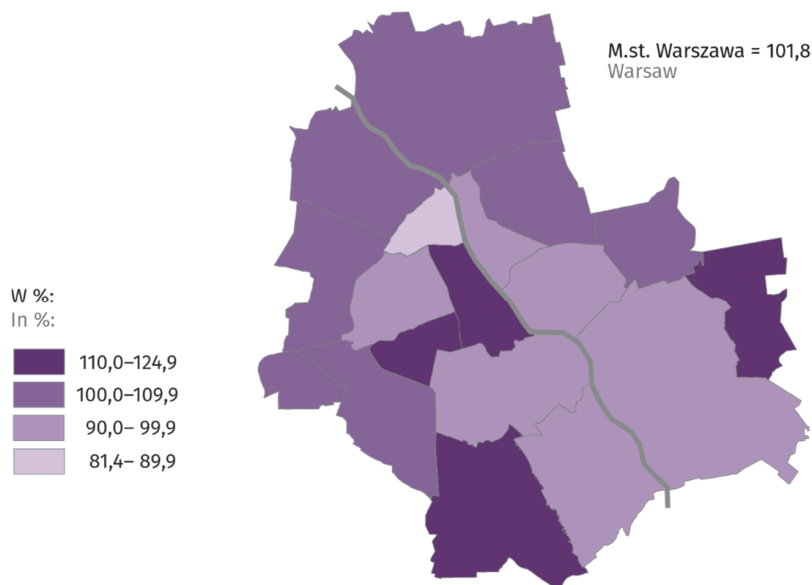 M.st. Warszawa = 101,8
Warsaw
W %:
In %:
110,0–124,9
100,0–109,9
90,0– 99,9
81,4– 89,9